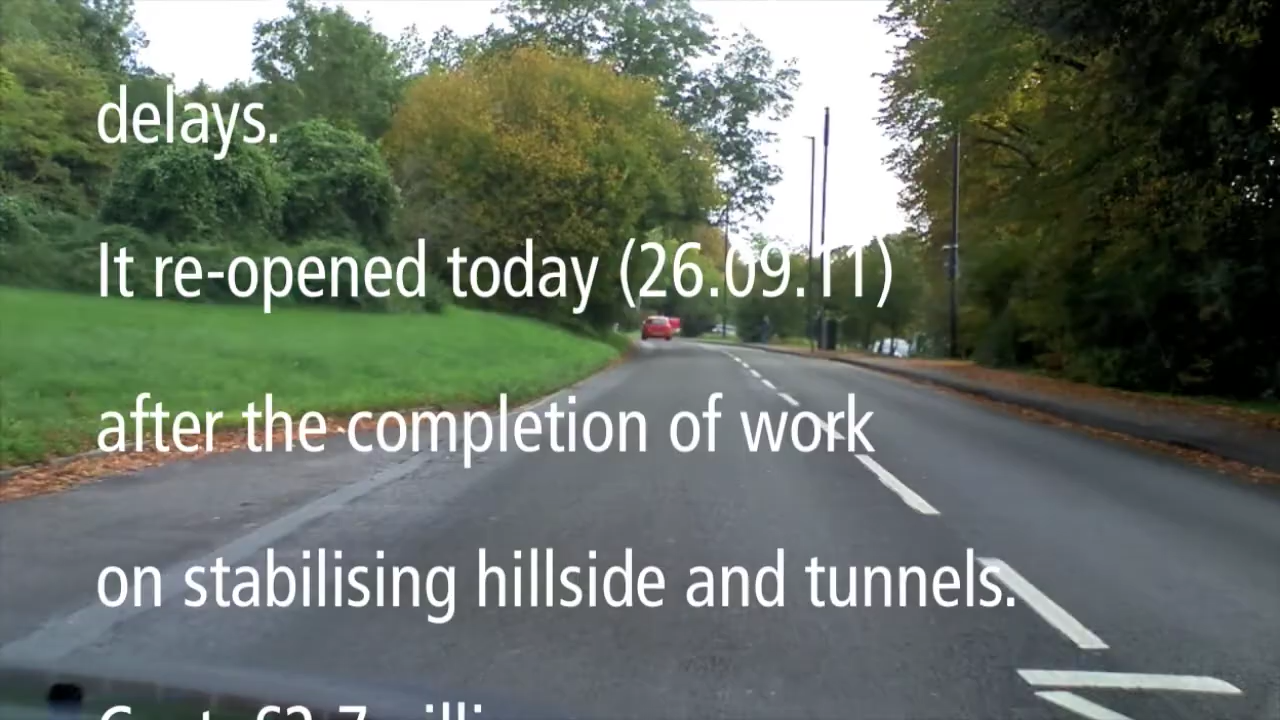 delays.
It re-opened today (26.09.11)
after the completion of work
on stabilising hillside and tunnels.